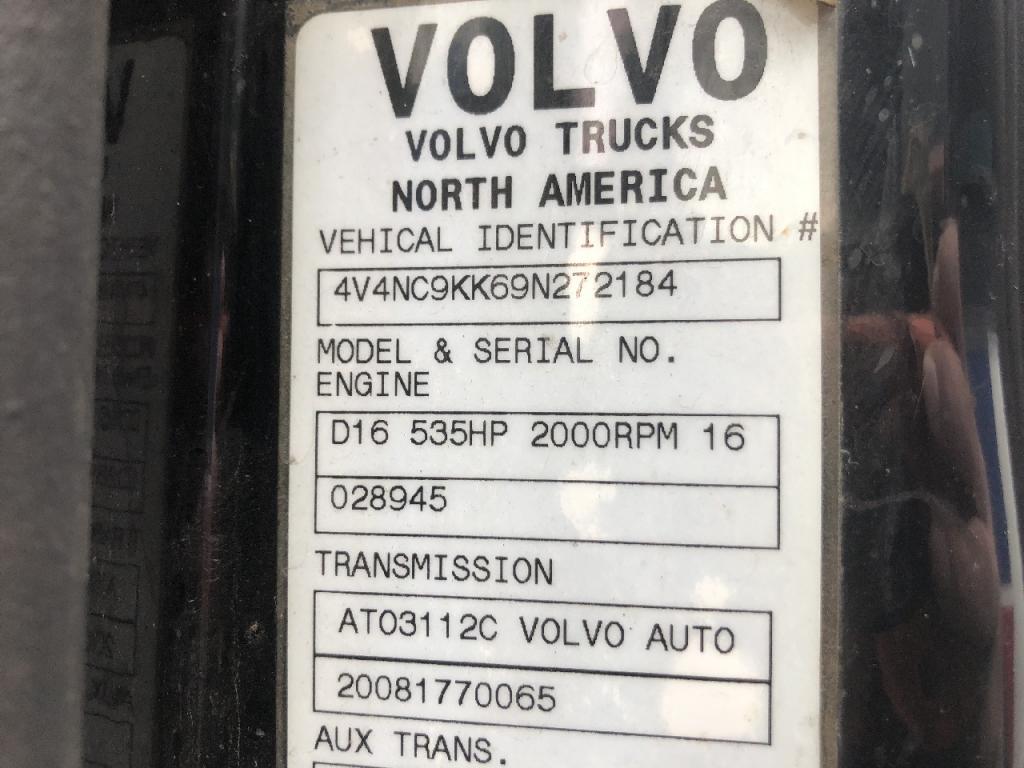 VOLVO
VOLVO TRUCKS
NORTH AMERICA
VEHICAL IDENTIFICATION #
4V4NC9KK69N272184
MODEL & SERIAL NO.
ENGINE
D16 535HP 2000RPM 16
028945
TRANSMISSION
ATO3112C VOLVO AUTO
20081770065
AUX TRANS.